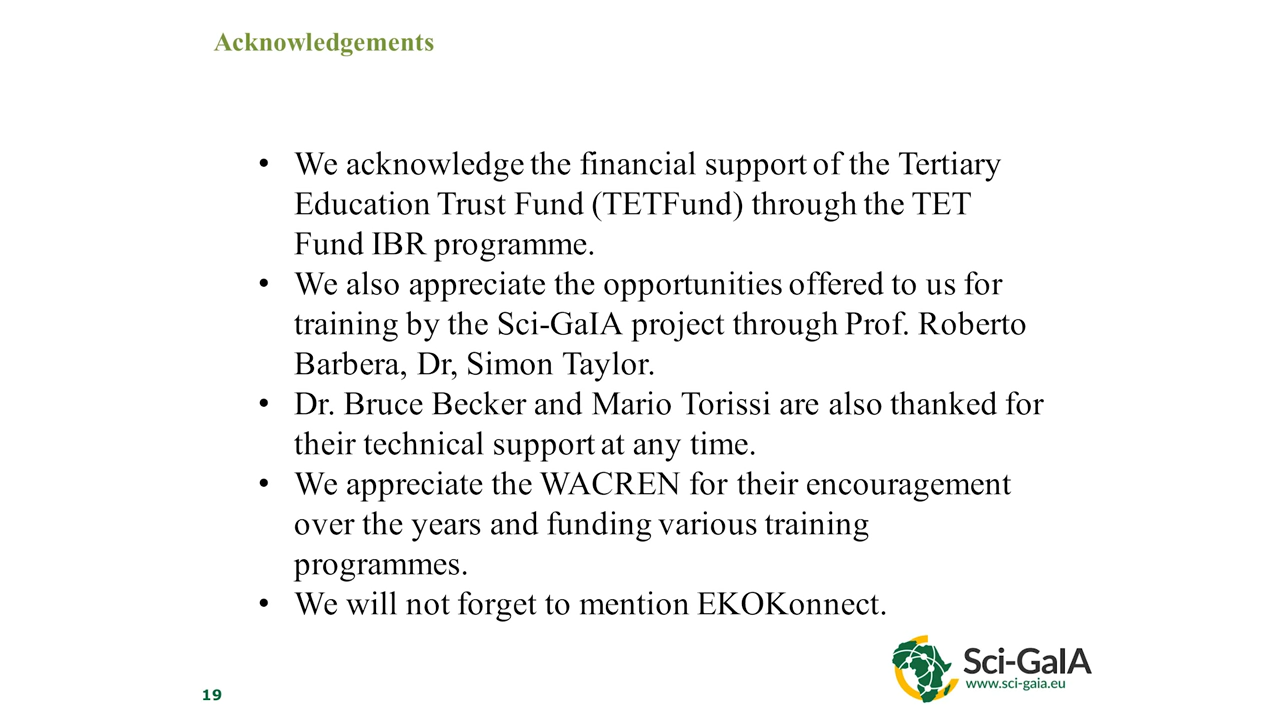 Acknowledgements
• We acknowledge the financial support of the Tertiary
Education Trust Fund (TETFund) through the TET
Fund IBR programme.
• We also appreciate the opportunities offered to us for
training by the Sci-GaIA project through Prof. Roberto
Barbera, Dr, Simon Taylor.
• Dr. Bruce Becker and Mario Torissi are also thanked for
their technical support at any time.
• We appreciate the WACREN for their encouragement
over the years and funding various training
programmes.
• We will not forget to mention EKOKonnect.
Sci-GaIA
www.sci-gaia.eu
19